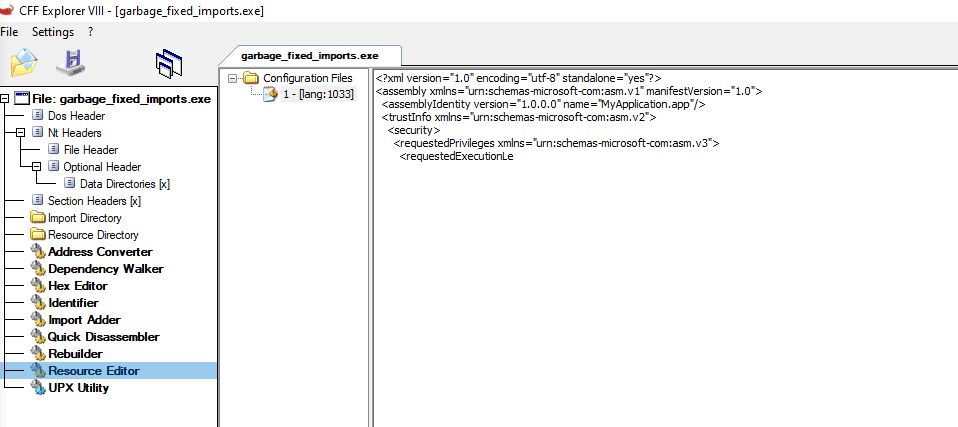 CFF Explorer VIII - [garbage_fixed_imports.exe]
File Settings ?
garbage_fixed_imports.exe
File: garbage_fixed_imports.exe
Dos Header
Nt Headers
File Header
Optional Header
Data Directories [x]
Section Headers [x]
Import Directory
Resource Directory
Address Converter
Dependency Walker
Hex Editor
Identifier
Import Adder
Quick Disassembler
Rebuilder
Resource Editor
UPX Utility
Configuration Files
1 - [lang:1033]
<?xml version="1.0" encoding="utf-8" standalone="yes"?>
<assembly xmlns="urn:schemas-microsoft-com:asm.v1" manifestVersion="1.0">
<assemblyIdentity version="1.0.0.0" name="MyApplication.app"/>
<trustInfo xmlns="urn:schemas-microsoft-com:asm.v2">
<security>
<requestedPrivileges xmlns="urn:schemas-microsoft-com:asm.v3">
<requestedExecutionLe